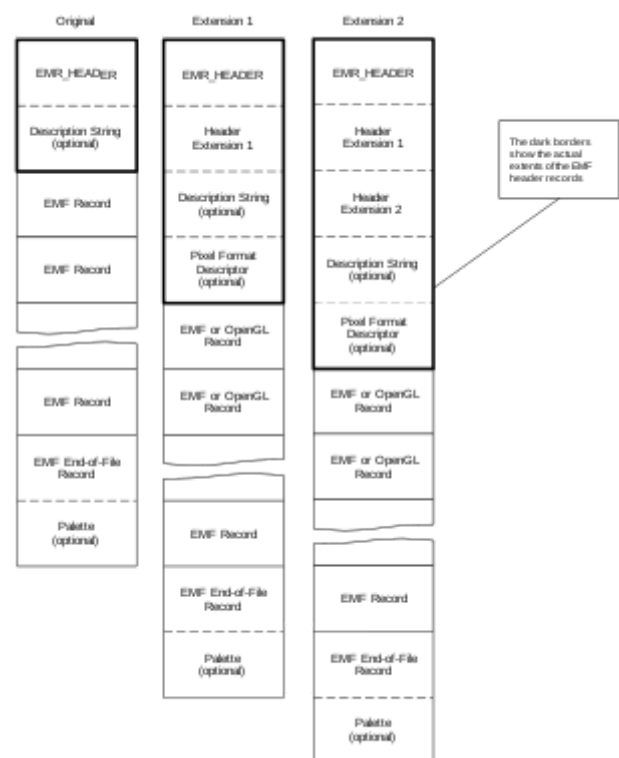 Original
EMR_HEADER
Description String
(optional)
EMF Record
EMF Record
EMF Record
EMF End-of-File
Record
Palette
(optional)
Extension 1
EMR_HEADER
Header
Extension 1
Description String
(optional)
Pixel Format
Descriptor
(optional)
EMF or OpenGL
Record
EMF or OpenGL
Record
EMF Record
EMF End-of-File
Record
Palette
(optional)
Extension 2
EMR_HEADER
Header
Extension 1
Header
Extension 2
Description String
(optional)
Pixel Format
Descriptor
(optional)
EMF or OpenGL
Record
EMF or OpenGL
Record
EMF Record
EMF End-of-File
Record
Palette
(optional)
The dark borders
show the actual
extents of the EMF
header records